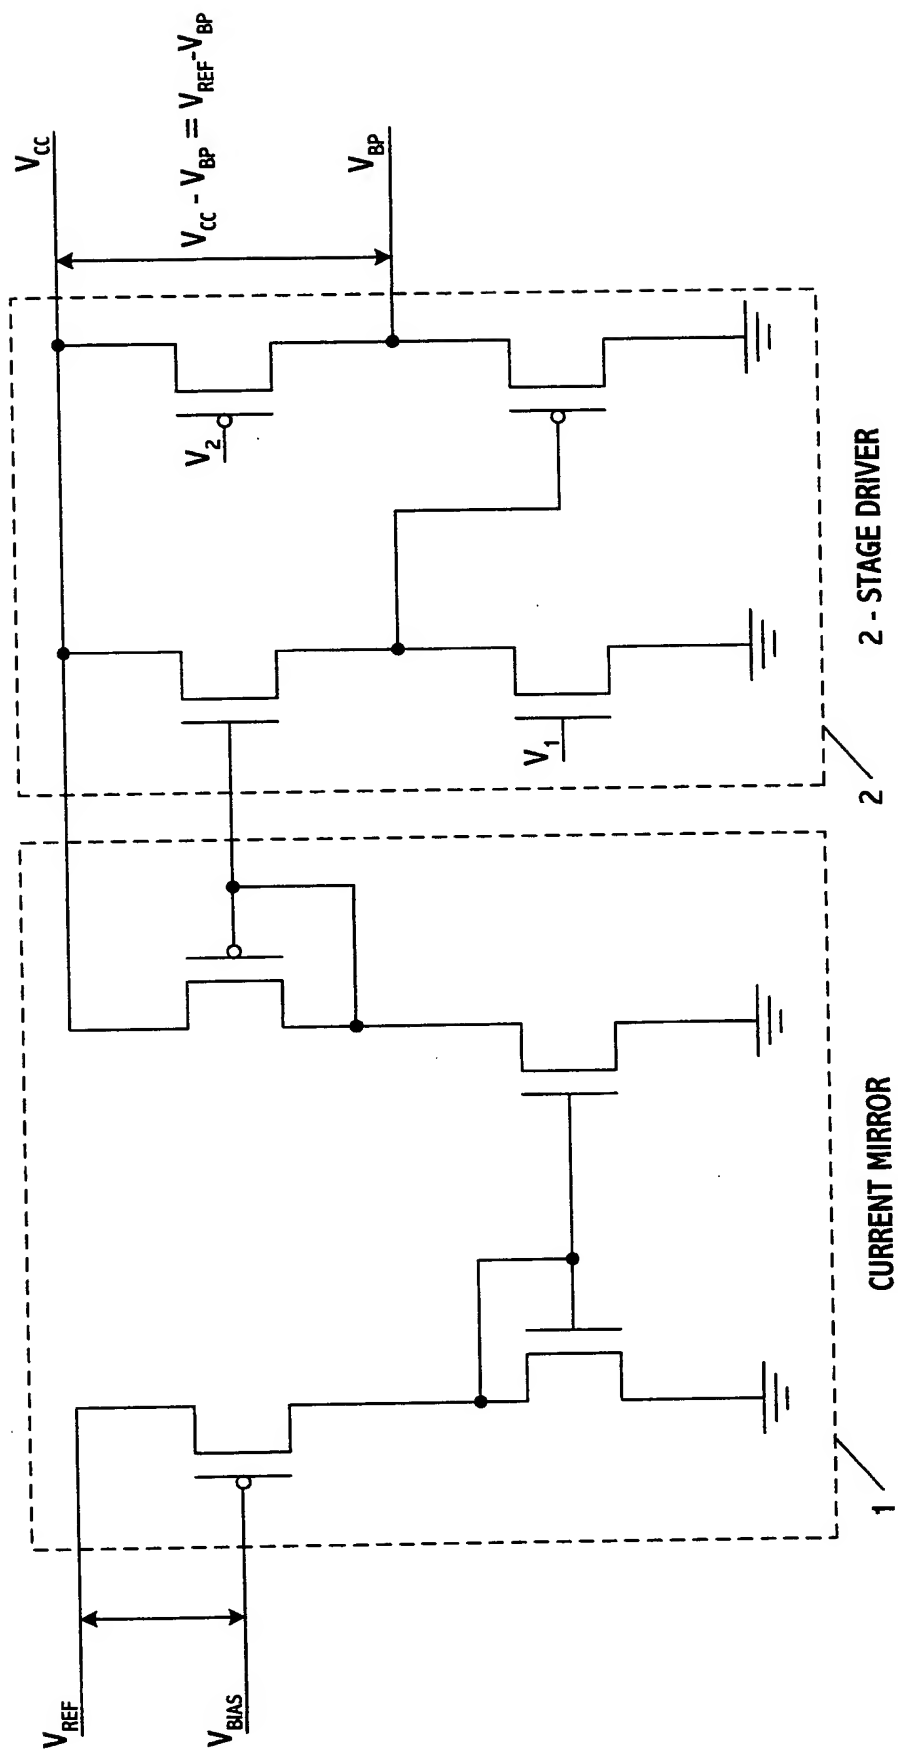 V_REF
V_BIAS
1
CURRENT MIRROR
V_1
V_2
2
2 - STAGE DRIVER
V_CC
V_CC - V_BP = V_REF - V_BP
V_BP